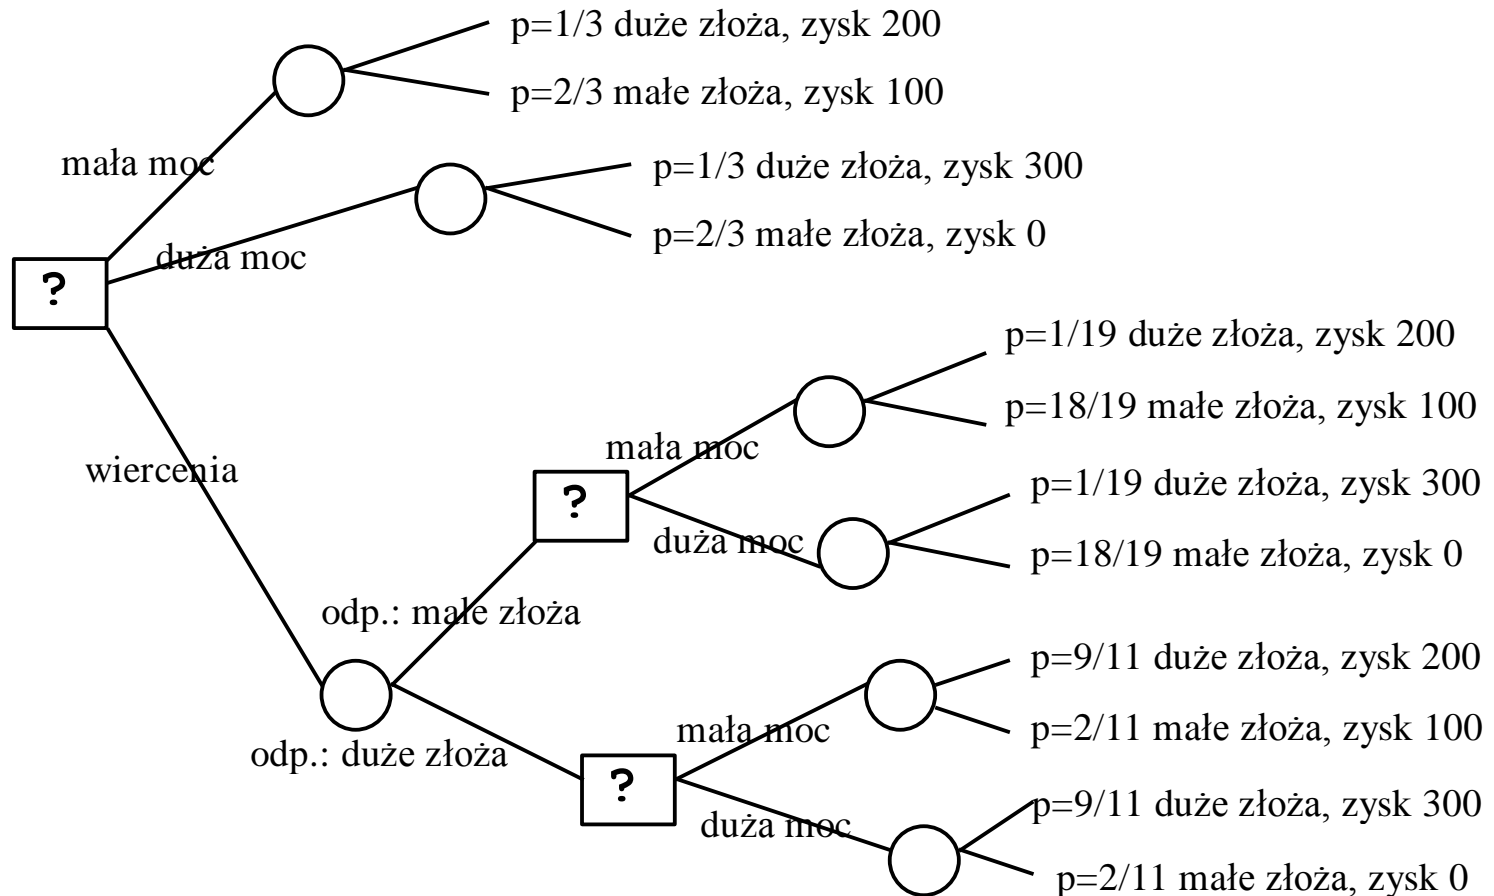 p=1/3 duże złoża, zysk 200
p=2/3 małe złoża, zysk 100
mała moc
p=1/3 duże złoża, zysk 300
p=2/3 małe złoża, zysk 0
duża moc
?
p=1/19 duże złoża, zysk 200
p=18/19 małe złoża, zysk 100
mała moc
wiercenia
?
p=1/19 duże złoża, zysk 300
duża moc
p=18/19 małe złoża, zysk 0
odp.: małe złoża
p=9/11 duże złoża, zysk 200
mała moc
p=2/11 małe złoża, zysk 100
odp.: duże złoża
?
p=9/11 duże złoża, zysk 300
duża moc
p=2/11 małe złoża, zysk 0